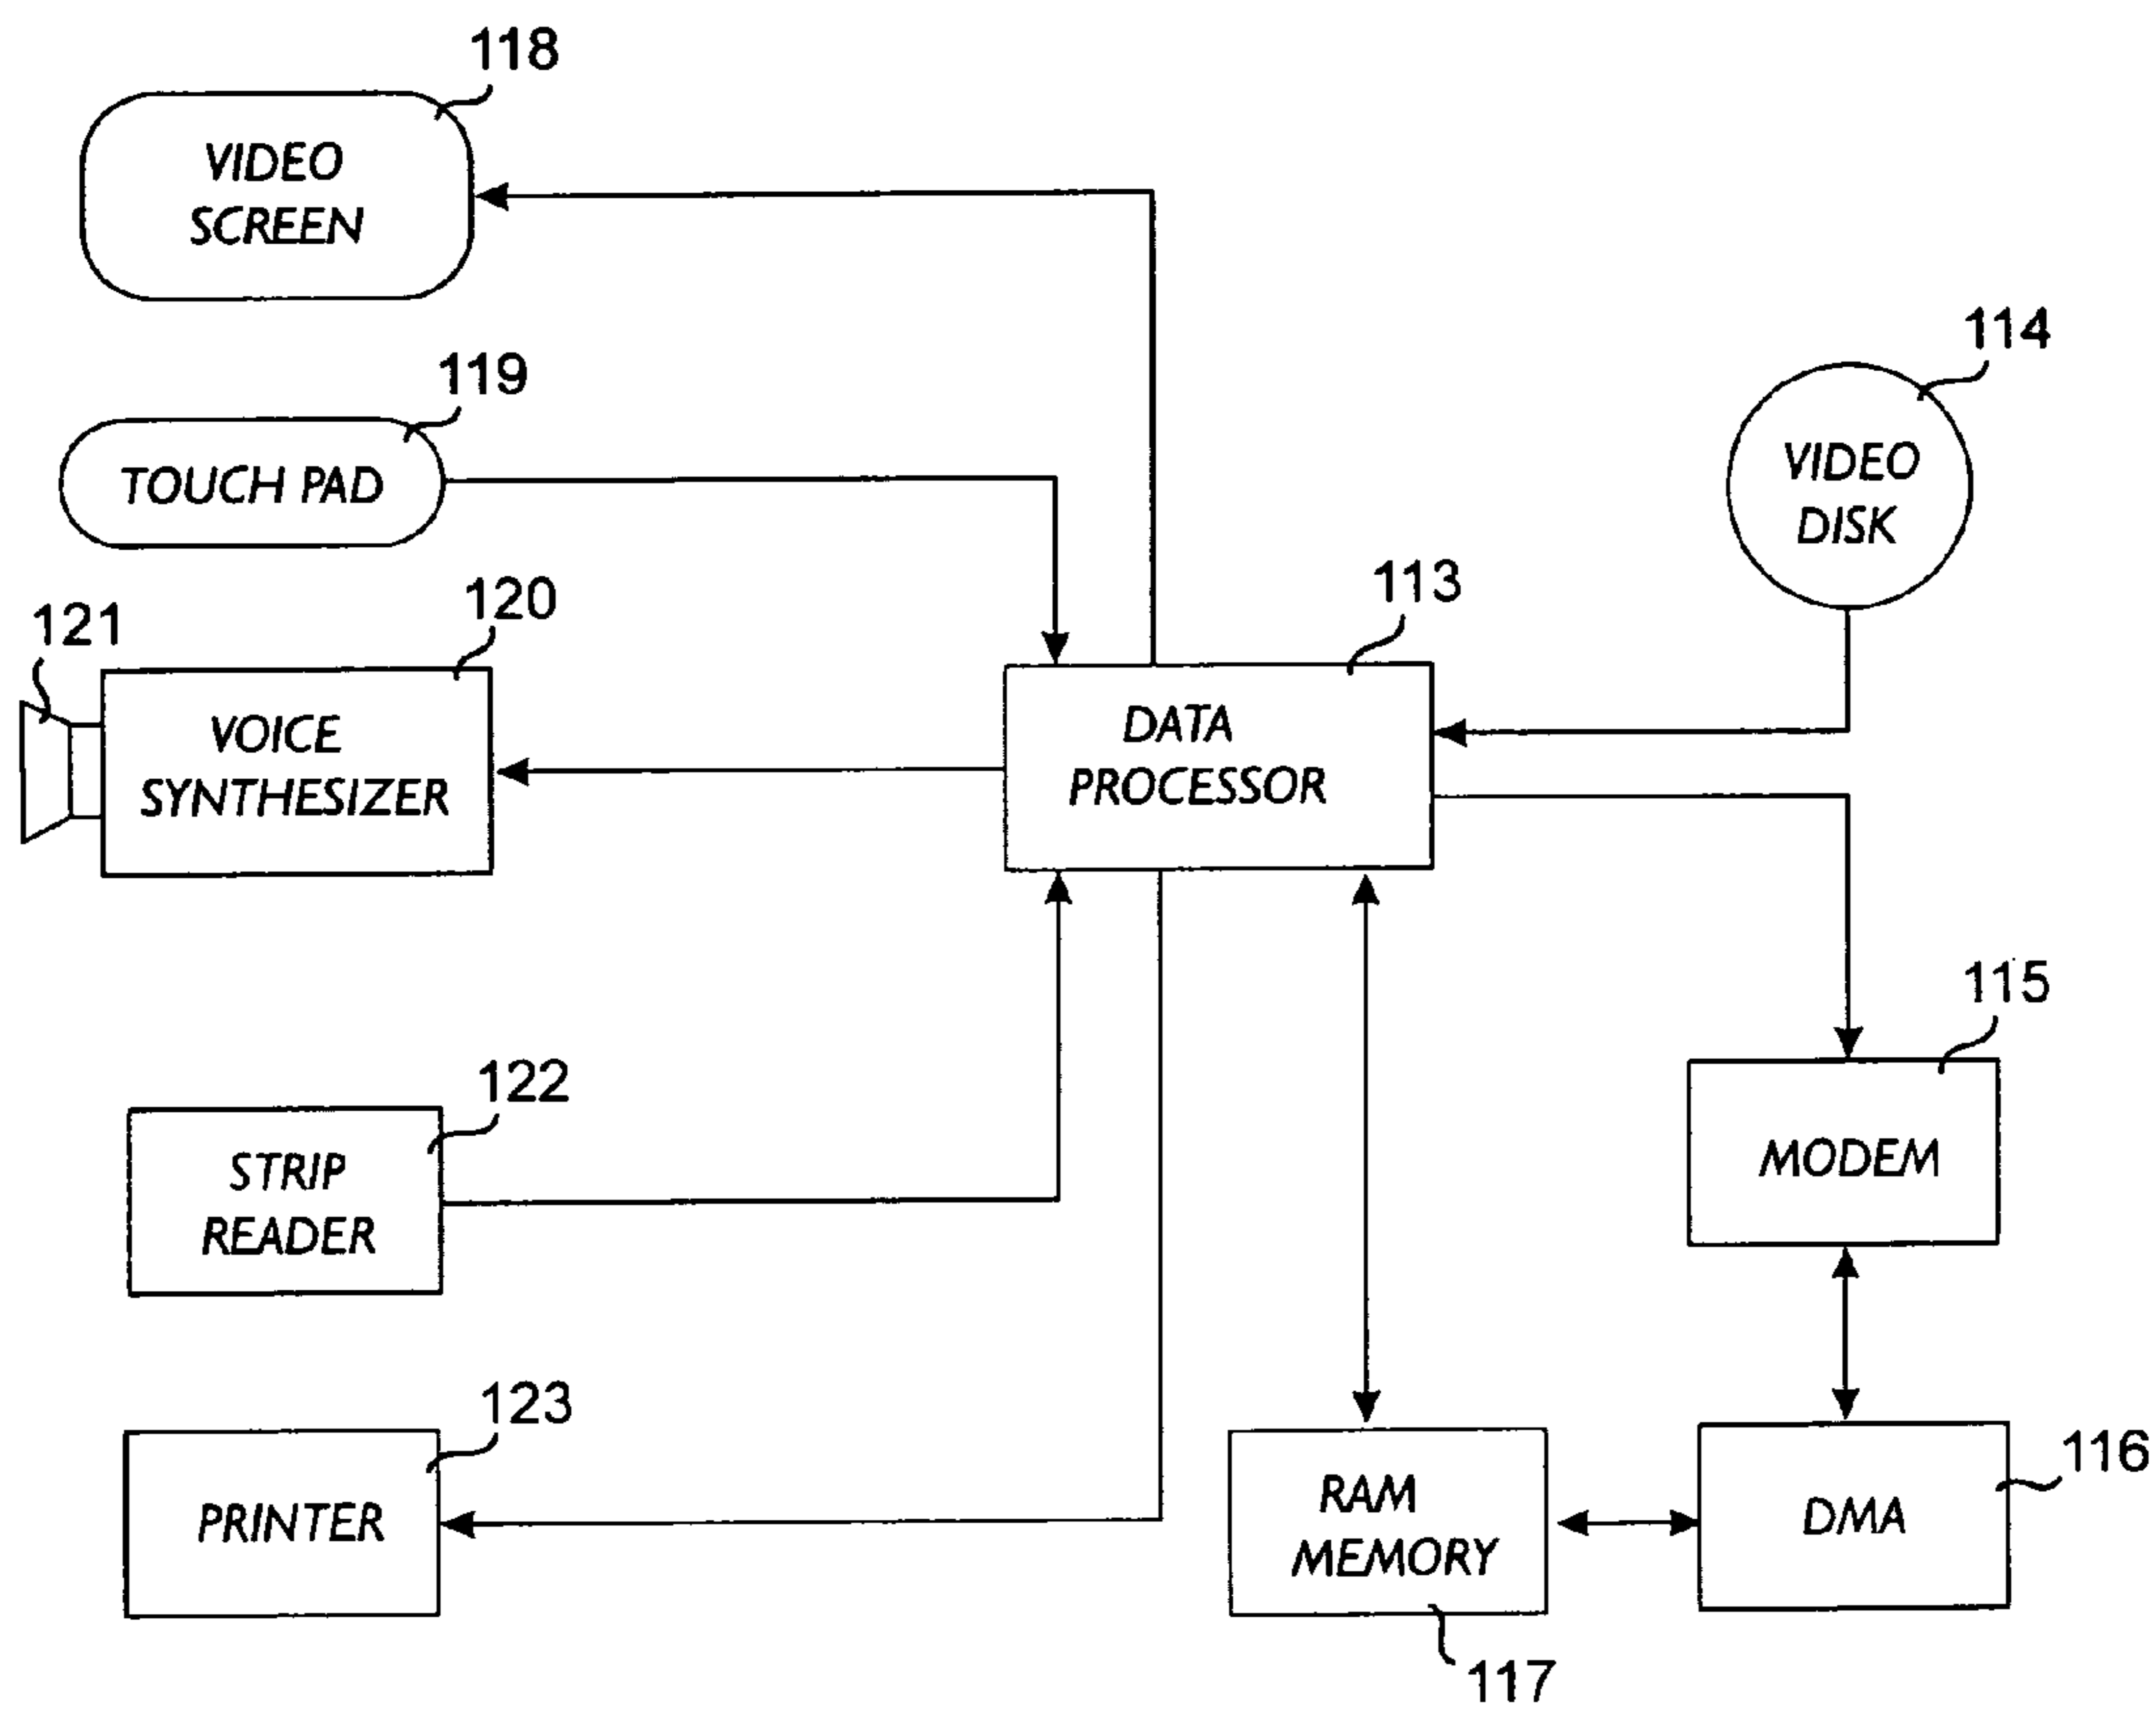 118
VIDEO
SCREEN
114
119
TOUCH PAD
VIDEO
DISK
113
120
121
VOICE
SYNTHESIZER
DATA
PROCESSOR
115
122
STRIP
READER
MODEM
123
116
PRINTER
RAM
MEMORY
DMA
117